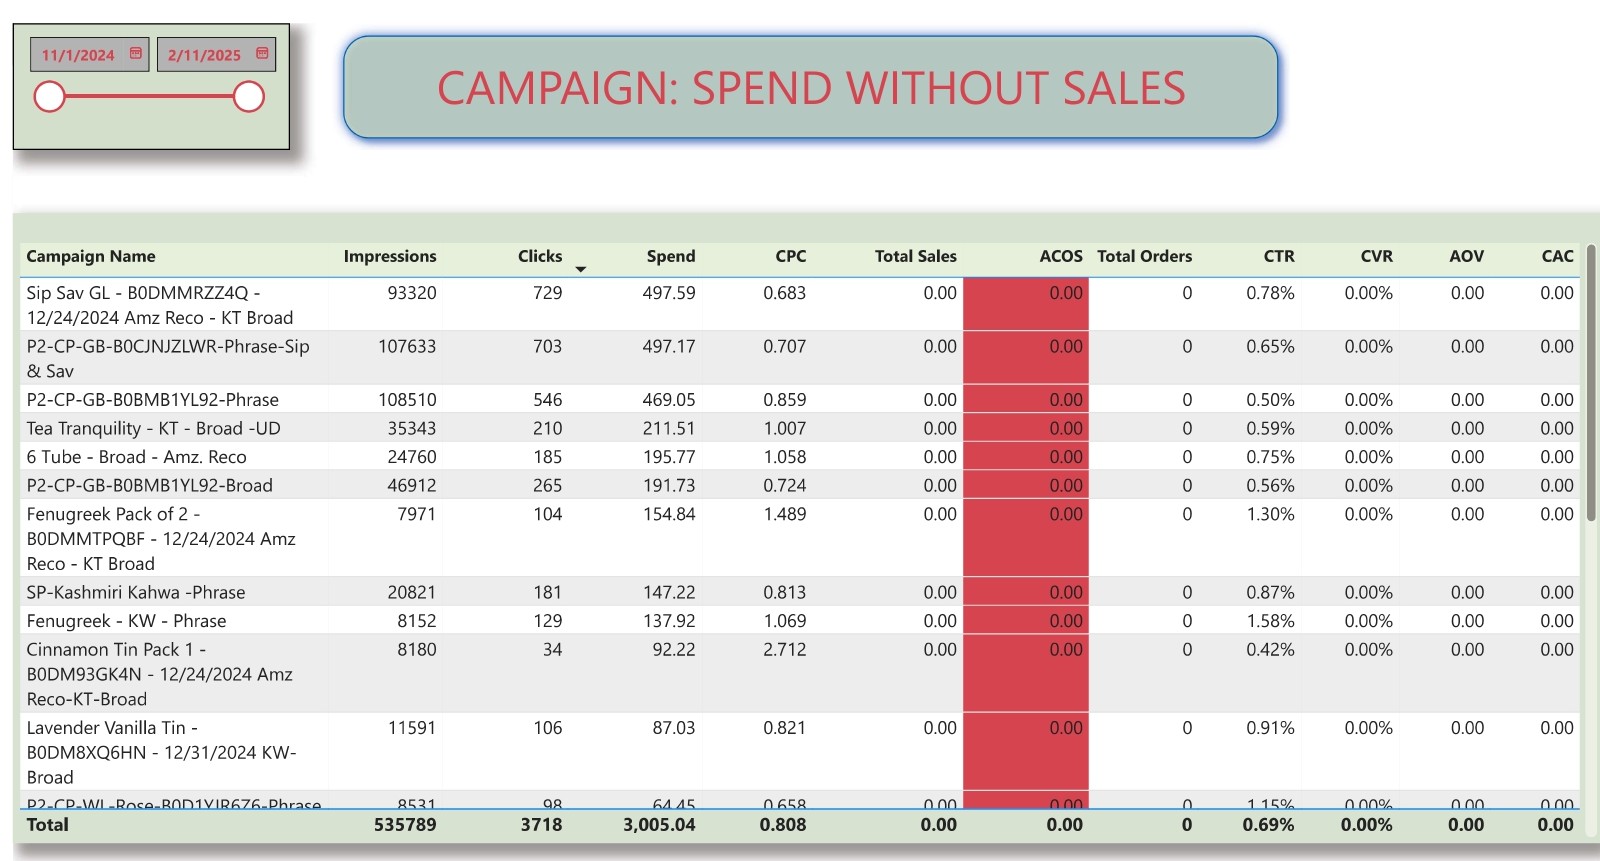 11/1/2024 2/11/2025
CAMPAIGN: SPEND WITHOUT SALES
Campaign Name Impressions Clicks Spend CPC Total Sales ACOS Total Orders CTR CVR AOV CAC
Sip Sav GL - B0DMMRZZ4Q - 93320 729 497.59 0.683 0.00 0.00 0 0.78% 0.00% 0.00 0.00
12/24/2024 Amz Reco - KT Broad
P2-CP-GB-B0CJNJZLWR-Phrase-Sip 107633 703 497.17 0.707 0.00 0.00 0 0.65% 0.00% 0.00 0.00
& Sav
P2-CP-GB-B0BMB1YL92-Phrase 108510 546 469.05 0.859 0.00 0.00 0 0.50% 0.00% 0.00 0.00
Tea Tranquility - KT - Broad -UD 35343 210 211.51 1.007 0.00 0.00 0 0.59% 0.00% 0.00 0.00
6 Tube - Broad - Amz. Reco 24760 185 195.77 1.058 0.00 0.00 0 0.75% 0.00% 0.00 0.00
P2-CP-GB-B0BMB1YL92-Broad 46912 265 191.73 0.724 0.00 0.00 0 0.56% 0.00% 0.00 0.00
Fenugreek Pack of 2 - 7971 104 154.84 1.489 0.00 0.00 0 1.30% 0.00% 0.00 0.00
B0DMMTPQBF - 12/24/2024 Amz
Reco - KT Broad
SP-Kashmiri Kahwa -Phrase 20821 181 147.22 0.813 0.00 0.00 0 0.87% 0.00% 0.00 0.00
Fenugreek - KW - Phrase 8152 129 137.92 1.069 0.00 0.00 0 1.58% 0.00% 0.00 0.00
Cinnamon Tin Pack 1 - 8180 34 92.22 2.712 0.00 0.00 0 0.42% 0.00% 0.00 0.00
B0DM93GK4N - 12/24/2024 Amz
Reco-KT-Broad
Lavender Vanilla Tin - 11591 106 87.03 0.821 0.00 0.00 0 0.91% 0.00% 0.00 0.00
B0DM8XQ6HN - 12/31/2024 KW-
Broad
P2-CP-WL-Rose-B0D1YJR6Z6-Phrase 8531 98 64.45 0.658 0.00 0.00 0 1.15% 0.00% 0.00 0.00
Total 535789 3718 3,005.04 0.808 0.00 0.00 0 0.69% 0.00% 0.00 0.00